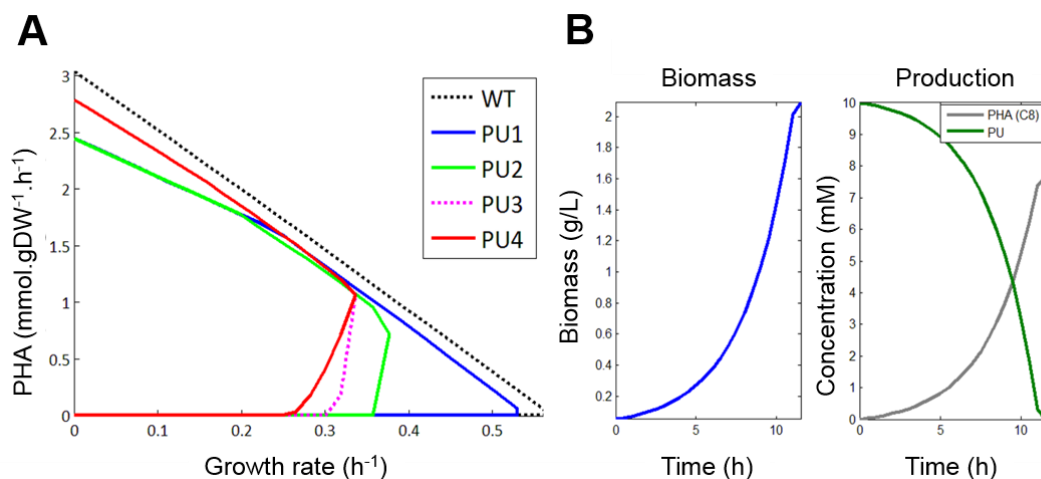 A
PHA (mmol.gDW⁻¹.h⁻¹)
3
2.5
2
1.5
1
0.5
0
0
0.1
0.2
0.3
0.4
0.5
Growth rate (h⁻¹)
WT
PU1
PU2
PU3
PU4
B
Biomass
Biomass (g/L)
2
1.8
1.6
1.4
1.2
1
0.8
0.6
0.4
0.2
0
5
10
Time (h)
Production
Concentration (mM)
10
9
8
7
6
5
4
3
2
1
0
0
5
10
Time (h)
PHA (C8)
PU